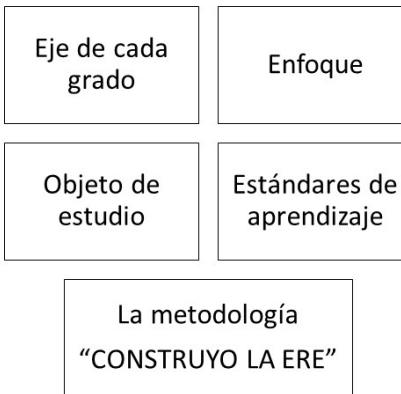 Eje de cada
grado
Enfoque
Objeto de
estudio
Estándares de
aprendizaje
La metodología
“CONSTRUYO LA ERE”